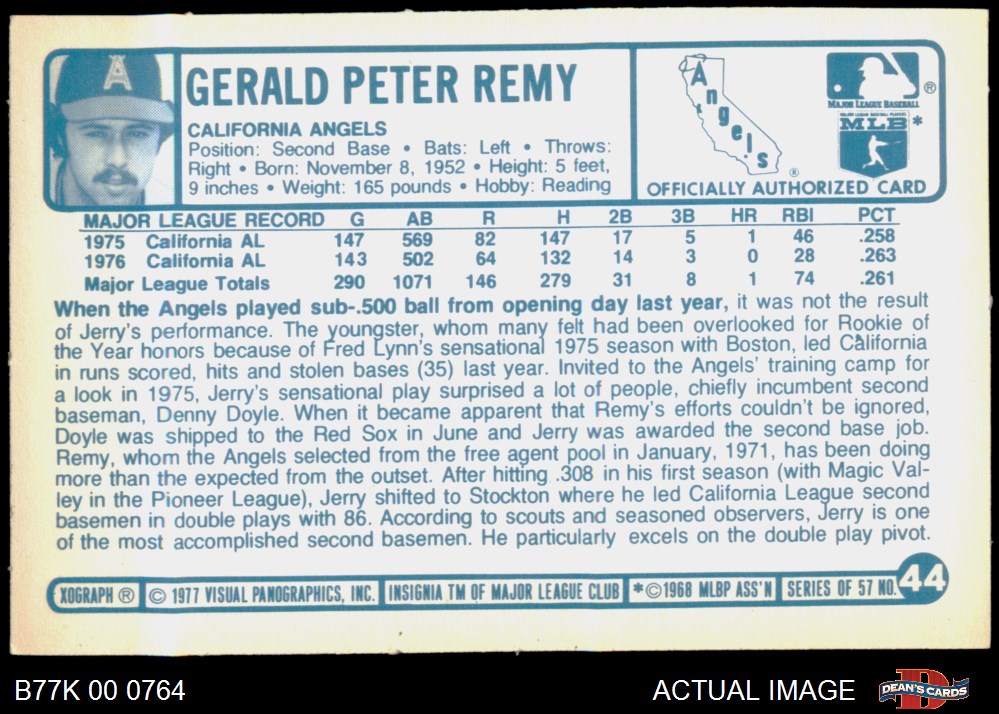 A
GERALD PETER REMY
CALIFORNIA ANGELS
Position: Second Base • Bats: Left • Throws:
Right • Born: November 8, 1952 • Height: 5 feet,
9 inches • Weight: 165 pounds • Hobby: Reading
Angels
®
MAJOR LEAGUE BASEBALL
®
MAJOR LEAGUE BASEBALL PLAYERS
MLB*
OFFICIALLY AUTHORIZED CARD
MAJOR LEAGUE RECORD G AB R H 2B 3B HR RBI PCT
1975 California AL 147 569 82 147 17 5 1 46 .258
1976 California AL 143 502 64 132 14 3 0 28 .263
Major League Totals 290 1071 146 279 31 8 1 74 .261
When the Angels played sub-.500 ball from opening day last year, it was not the result
of Jerry's performance. The youngster, whom many felt had been overlooked for Rookie of
the Year honors because of Fred Lynn's sensational 1975 season with Boston, led California
in runs scored, hits and stolen bases (35) last year. Invited to the Angels' training camp for
a look in 1975, Jerry's sensational play surprised a lot of people, chiefly incumbent second
baseman, Denny Doyle. When it became apparent that Remy's efforts couldn't be ignored,
Doyle was shipped to the Red Sox in June and Jerry was awarded the second base job.
Remy, whom the Angels selected from the free agent pool in January, 1971, has been doing
more than the expected from the outset. After hitting .308 in his first season (with Magic Val-
ley in the Pioneer League), Jerry shifted to Stockton where he led California League second
basemen in double plays with 86. According to scouts and seasoned observers, Jerry is one
of the most accomplished second basemen. He particularly excels on the double play pivot.
XOGRAPH ® © 1977 VISUAL PANOGRAPHICS, INC. INSIGNIA TM OF MAJOR LEAGUE CLUB *©1968 MLBP ASS'N SERIES OF 57 NO. 44
B77K 00 0764
ACTUAL IMAGE
DEAN'S CARDS